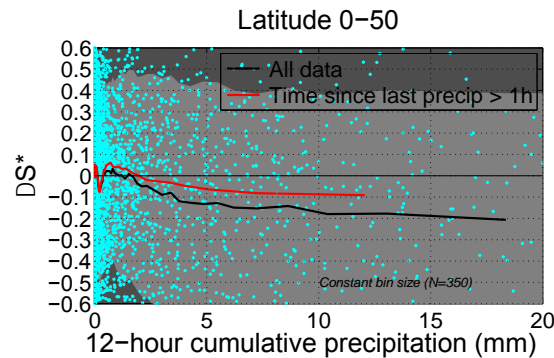 Latitude 0−50
0.6
0.5
0.4
0.3
0.2
0.1
0
−0.1
−0.2
−0.3
−0.4
−0.5
−0.6
DS*
All data
Time since last precip > 1h
Constant bin size (N=350)
0 5 10 15 20
12−hour cumulative precipitation (mm)